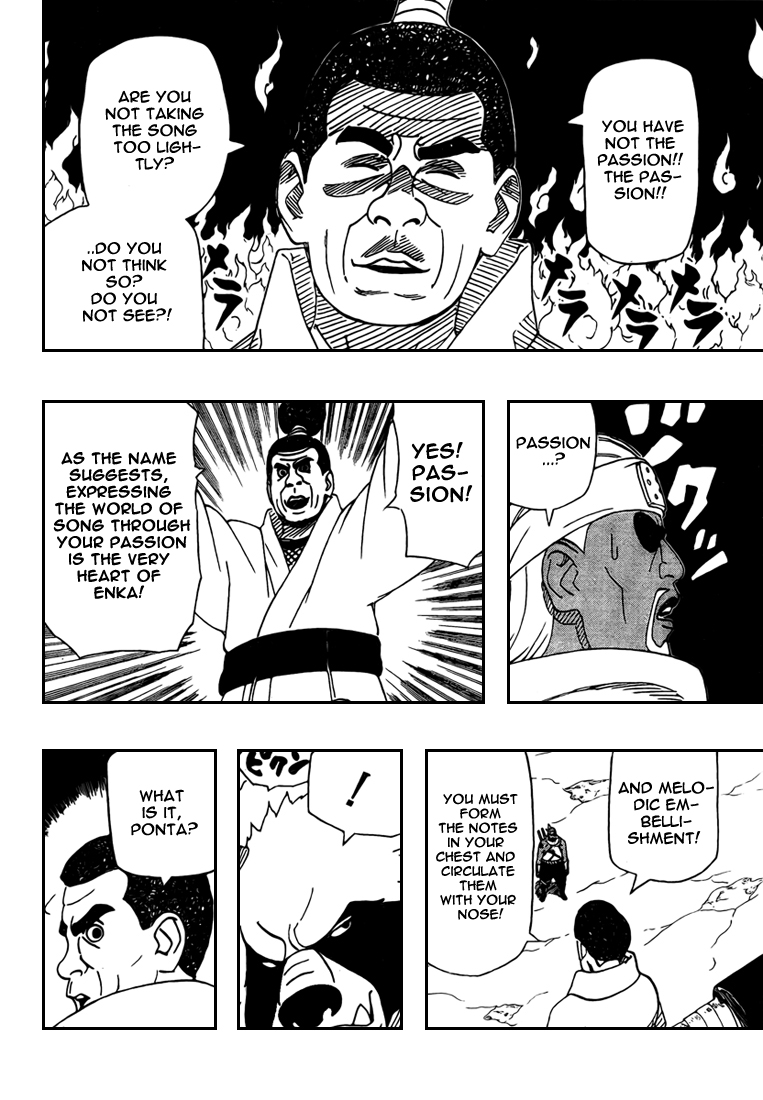 YOU HAVE
NOT THE
PASSION!!
THE PAS-
SION!!
ARE YOU
NOT TAKING
THE SONG
TOO LIGH-
TLY?
..DO YOU
NOT THINK
SO?
DO YOU
NOT SEE?!
メラ
メラ
メラ
メラ
PASSION
...?
ズグッ
YES!
PAS-
SION!
AS THE NAME
SUGGESTS,
EXPRESSING
THE WORLD OF
SONG THROUGH
YOUR PASSION
IS THE VERY
HEART OF
ENKA!
AND MELO-
DIC EM-
BELLI-
SHMENT!
YOU MUST
FORM
THE NOTES
IN YOUR
CHEST AND
CIRCULATE
THEM
WITH YOUR
NOSE!
!
ピクン
WHAT
IS IT,
PONTA?